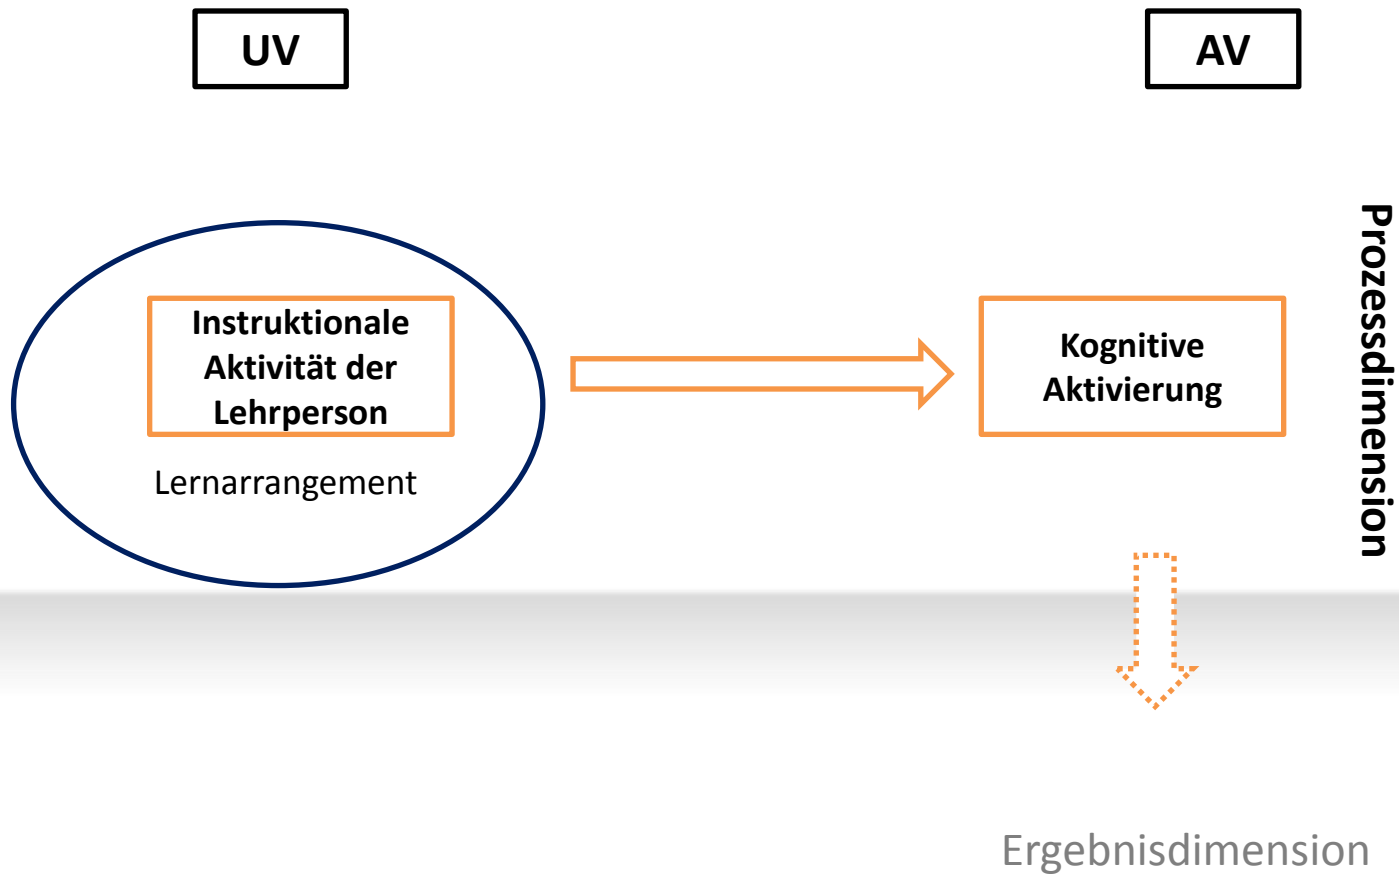 UV
AV
Instruktionale
Aktivität der
Lehrperson
Lernarrangement
Kognitive
Aktivierung
Prozessdimension
Ergebnisdimension